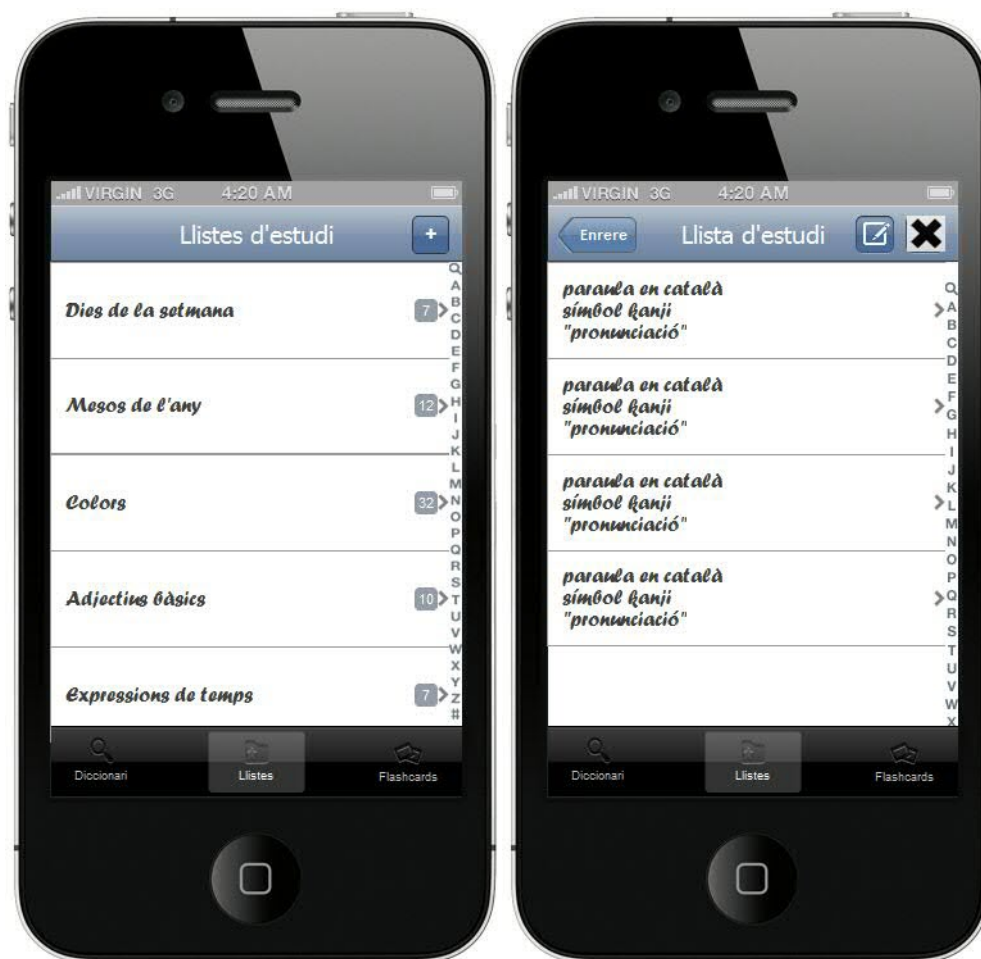 VIRGIN 3G 4:20 AM
Llistes d'estudi +
Dies de la setmana 7
Mesos de l'any 12
Colors 32
Adjectius bàsics 10
Expressions de temps 7
A
B
C
D
E
F
G
H
I
J
K
L
M
N
O
P
Q
R
S
T
U
V
W
X
Y
Z
#
Diccionari Llistes Flashcards
VIRGIN 3G 4:20 AM
Enrere Llista d'estudi
paraula en català
símbol kanji
"pronunciació"
paraula en català
símbol kanji
"pronunciació"
paraula en català
símbol kanji
"pronunciació"
paraula en català
símbol kanji
"pronunciació"
A
B
C
D
E
F
G
H
I
J
K
L
M
N
O
P
Q
R
S
T
U
V
W
X
Diccionari Llistes Flashcards